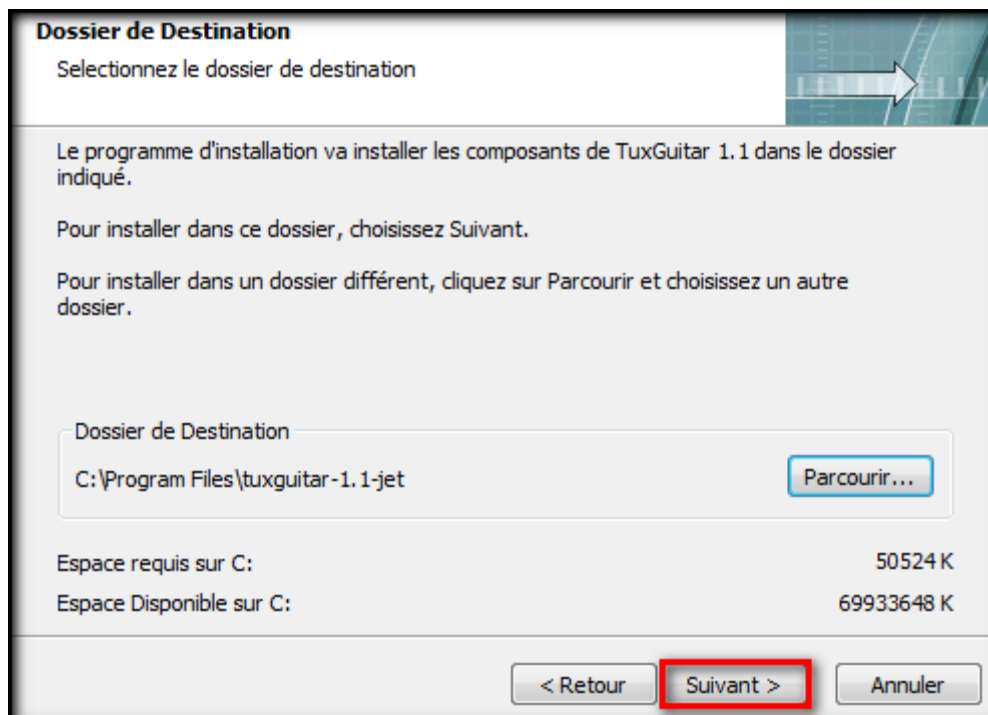 Dossier de Destination
Selectionnez le dossier de destination
Le programme d'installation va installer les composants de TuxGuitar 1.1 dans le dossier
indiqué.
Pour installer dans ce dossier, choisissez Suivant.
Pour installer dans un dossier différent, cliquez sur Parcourir et choisissez un autre
dossier.
Dossier de Destination
C:\Program Files\tuxguitar-1.1-jet
Parcourir...
Espace requis sur C: 50524 K
Espace Disponible sur C: 69933648 K
< Retour Suivant > Annuler